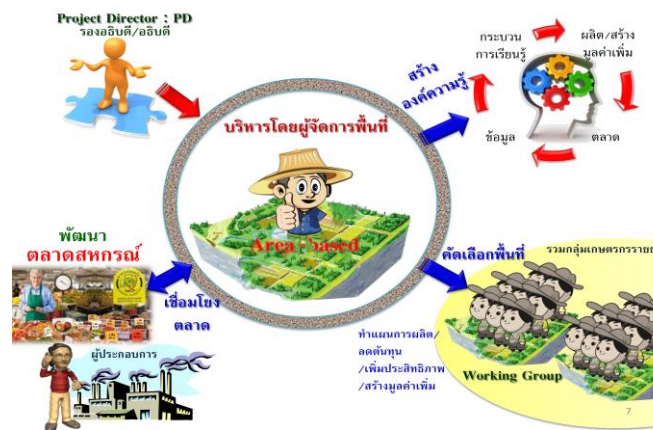 Project Director : PD
รองอธิบดี/อธิบดี
บริหารโดยผู้จัดการพื้นที่
Area-based
สร้าง
องค์ความรู้
กระบวน
การเรียนรู้
ผลิต/สร้าง
มูลค่าเพิ่ม
ข้อมูล
ตลาด
พัฒนา
ตลาดสหกรณ์
เชื่อมโยง
ตลาด
ผู้ประกอบการ
คัดเลือกพื้นที่
รวมกลุ่มเกษตรกรราย
ทำแผนการผลิต/
ลดต้นทุน
/เพิ่มประสิทธิภาพ
/สร้างมูลค่าเพิ่ม
Working Group
7